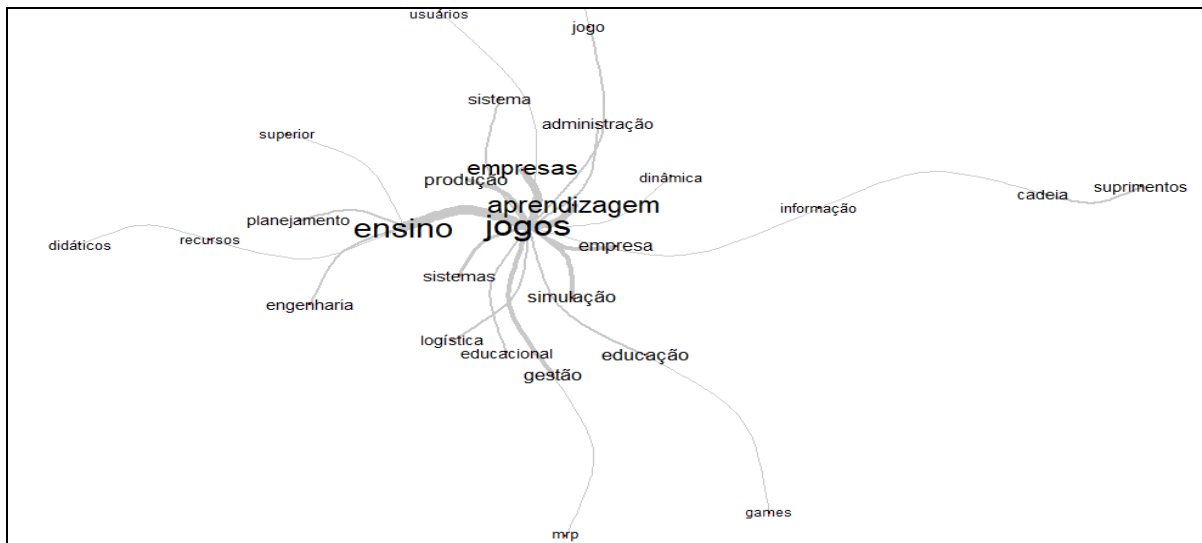 usuários
jogo
sistema
administração
superior
empresas
produção
dinâmica
suprimentos
cadeia
aprendizagem
informação
planejamento
ensino
jogos
didáticos
recursos
empresa
sistemas
simulação
engenharia
logística
educacional
educação
gestão
games
mrp